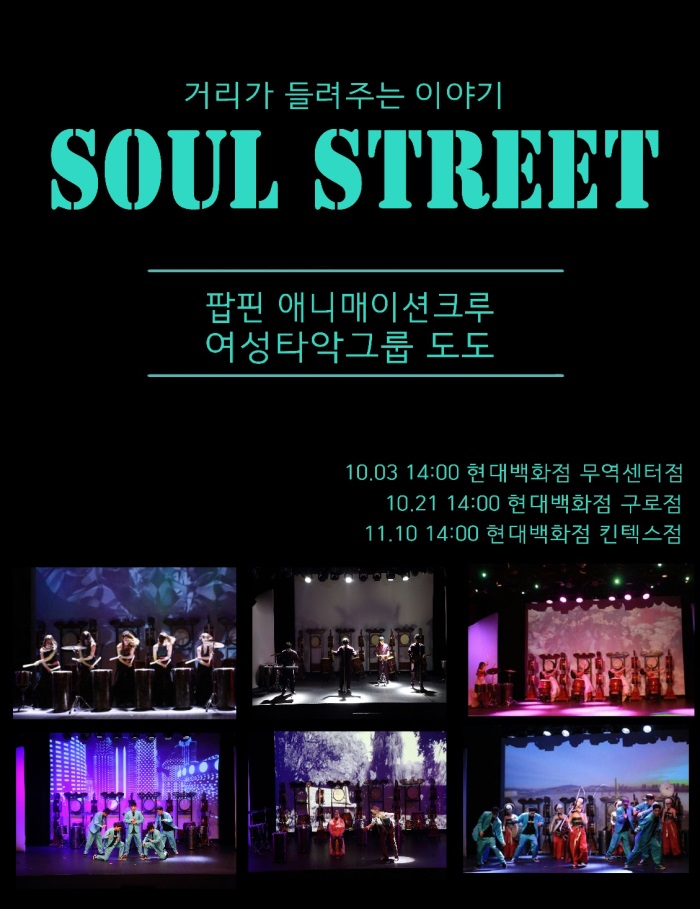 거리가 들려주는 이야기
SOUL STREET
팝핀 애니매이션크루
여성타악그룹 도도
10.03 14:00 현대백화점 무역센터점
10.21 14:00 현대백화점 구로점
11.10 14:00 현대백화점 킨텍스점